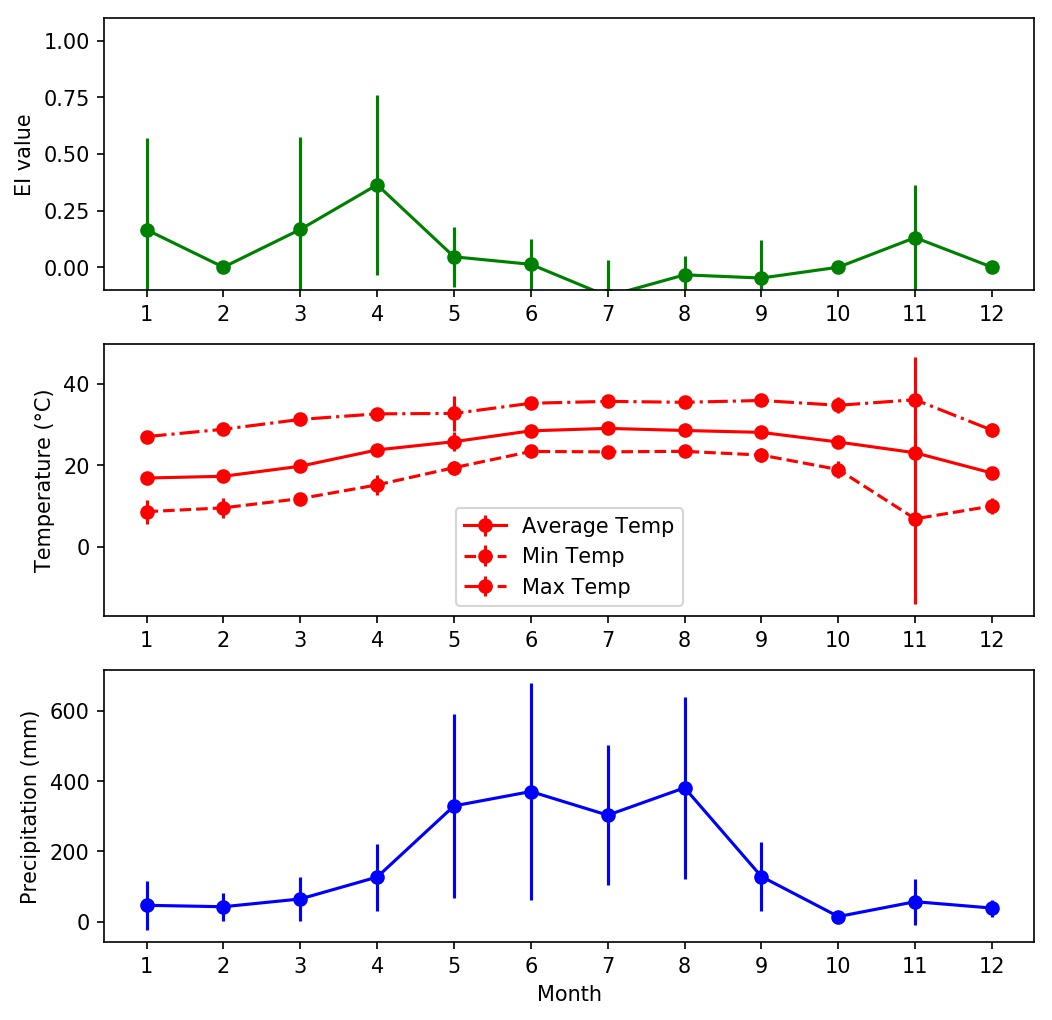 EI value
1.00
0.75
0.50
0.25
0.00
1 2 3 4 5 6 7 8 9 10 11 12
Temperature (°C)
40
20
0
Average Temp
Min Temp
Max Temp
1 2 3 4 5 6 7 8 9 10 11 12
Precipitation (mm)
600
400
200
0
1 2 3 4 5 6 7 8 9 10 11 12
Month